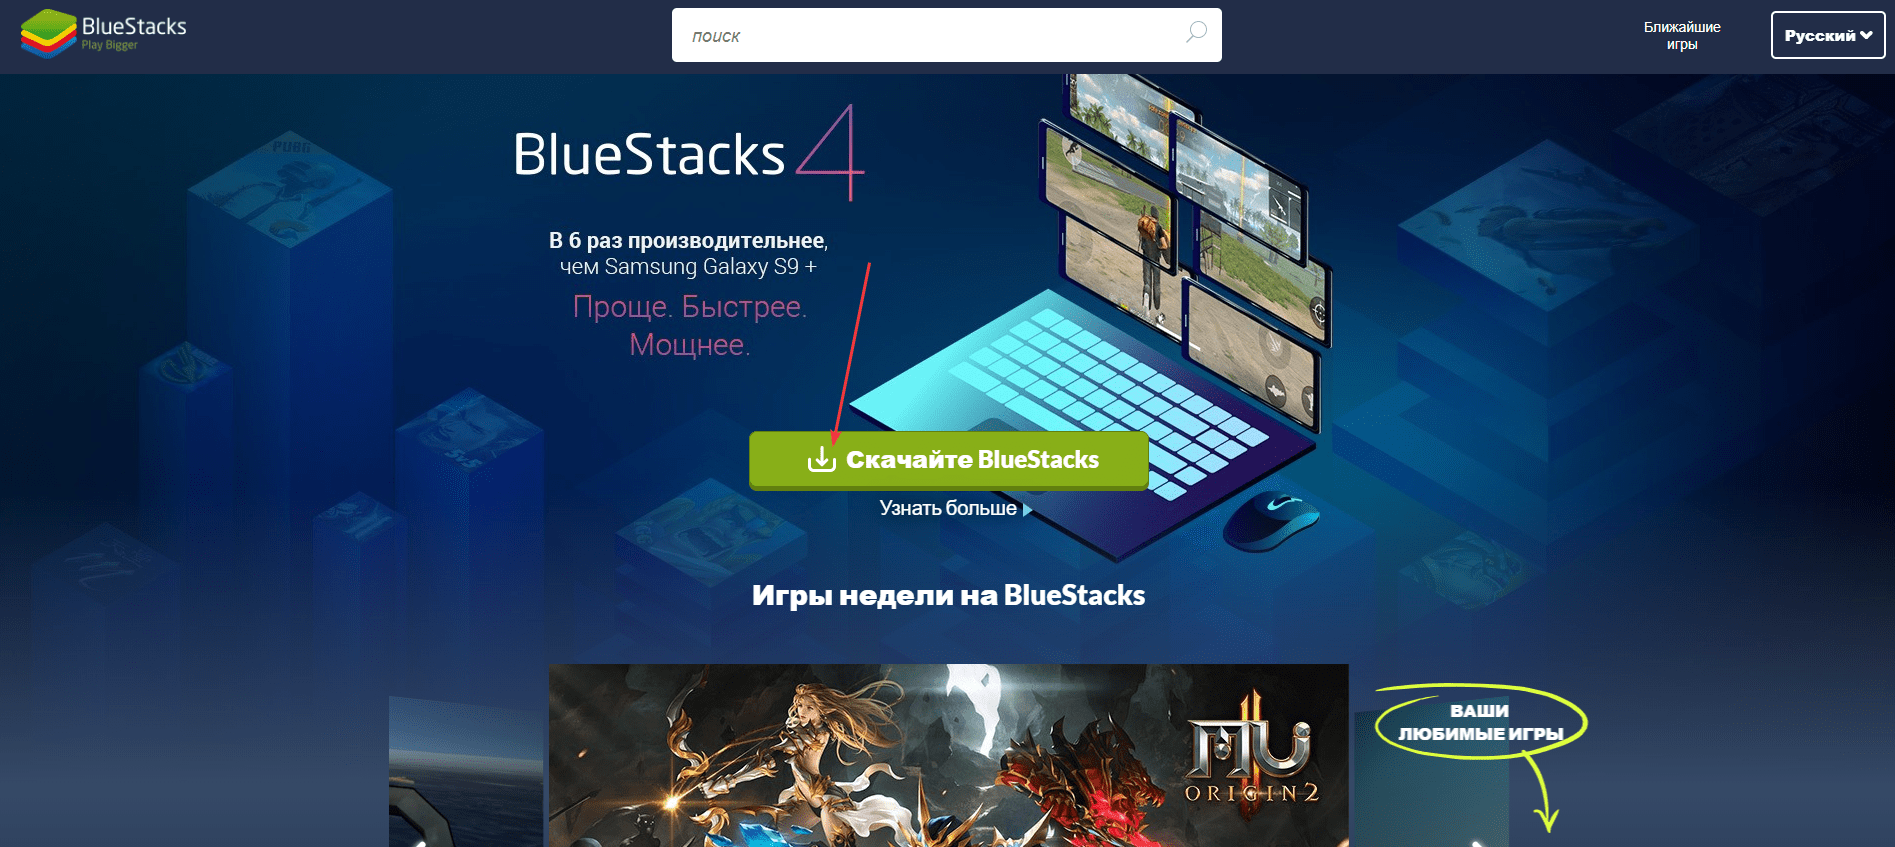 BlueStacks
Play Bigger
поиск
Ближайшие
игры
Русский
BlueStacks 4
В 6 раз производительнее,
чем Samsung Galaxy S9 +
Проще. Быстрее.
Мощнее.
Скачайте BlueStacks
Узнать больше
Игры недели на BlueStacks
PUBG
MU
ORIGIN 2
ВАШИ
ЛЮБИМЫЕ ИГРЫ